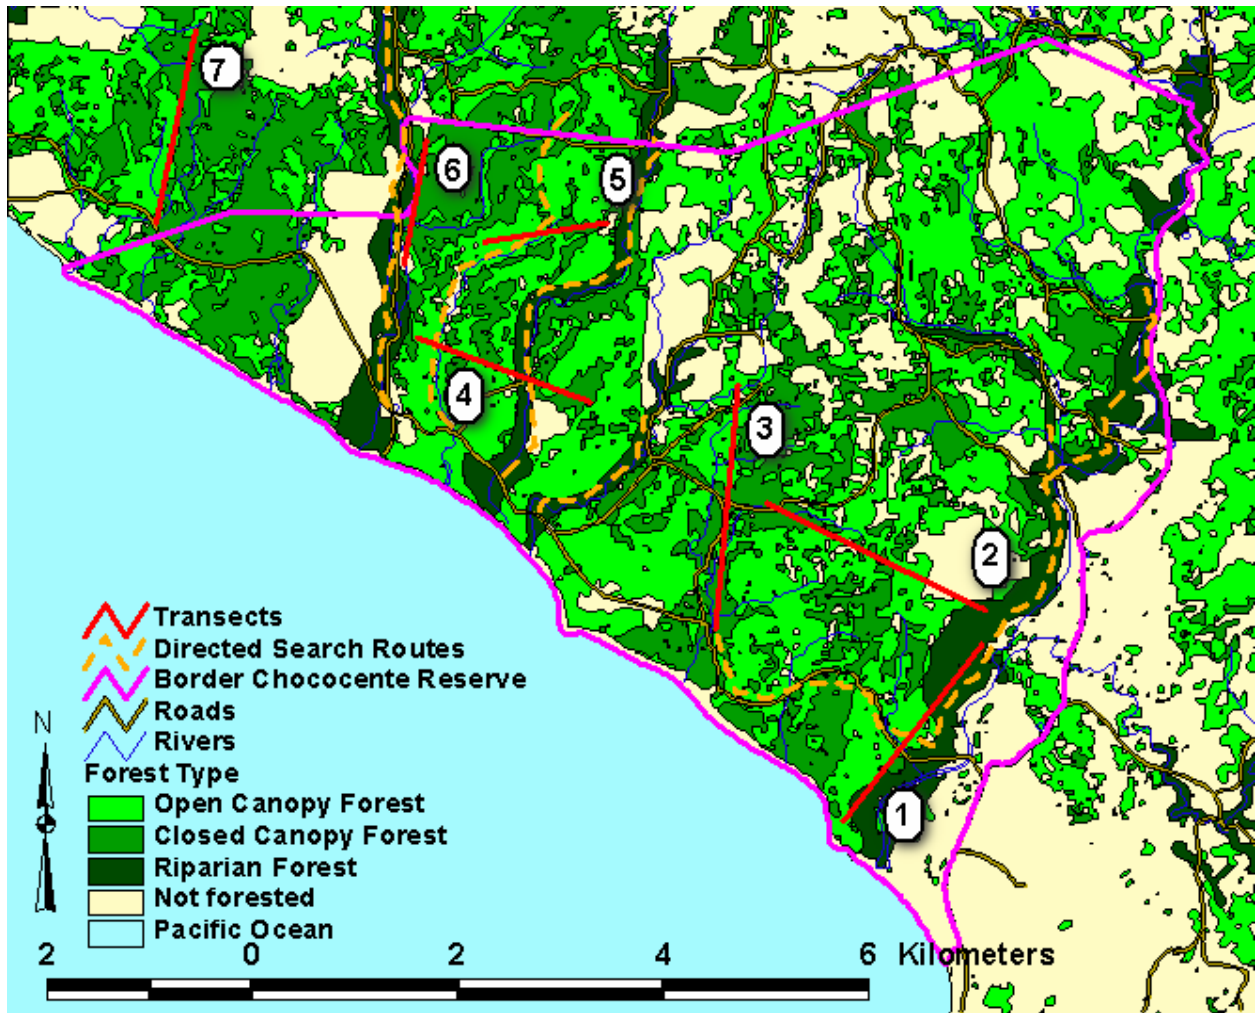 7
6
5
4
3
2
1
Transects
Directed Search Routes
Border Chococente Reserve
Roads
Rivers
Forest Type
Open Canopy Forest
Closed Canopy Forest
Riparian Forest
Not forested
Pacific Ocean
N
2 0 2 4 6 Kilometers